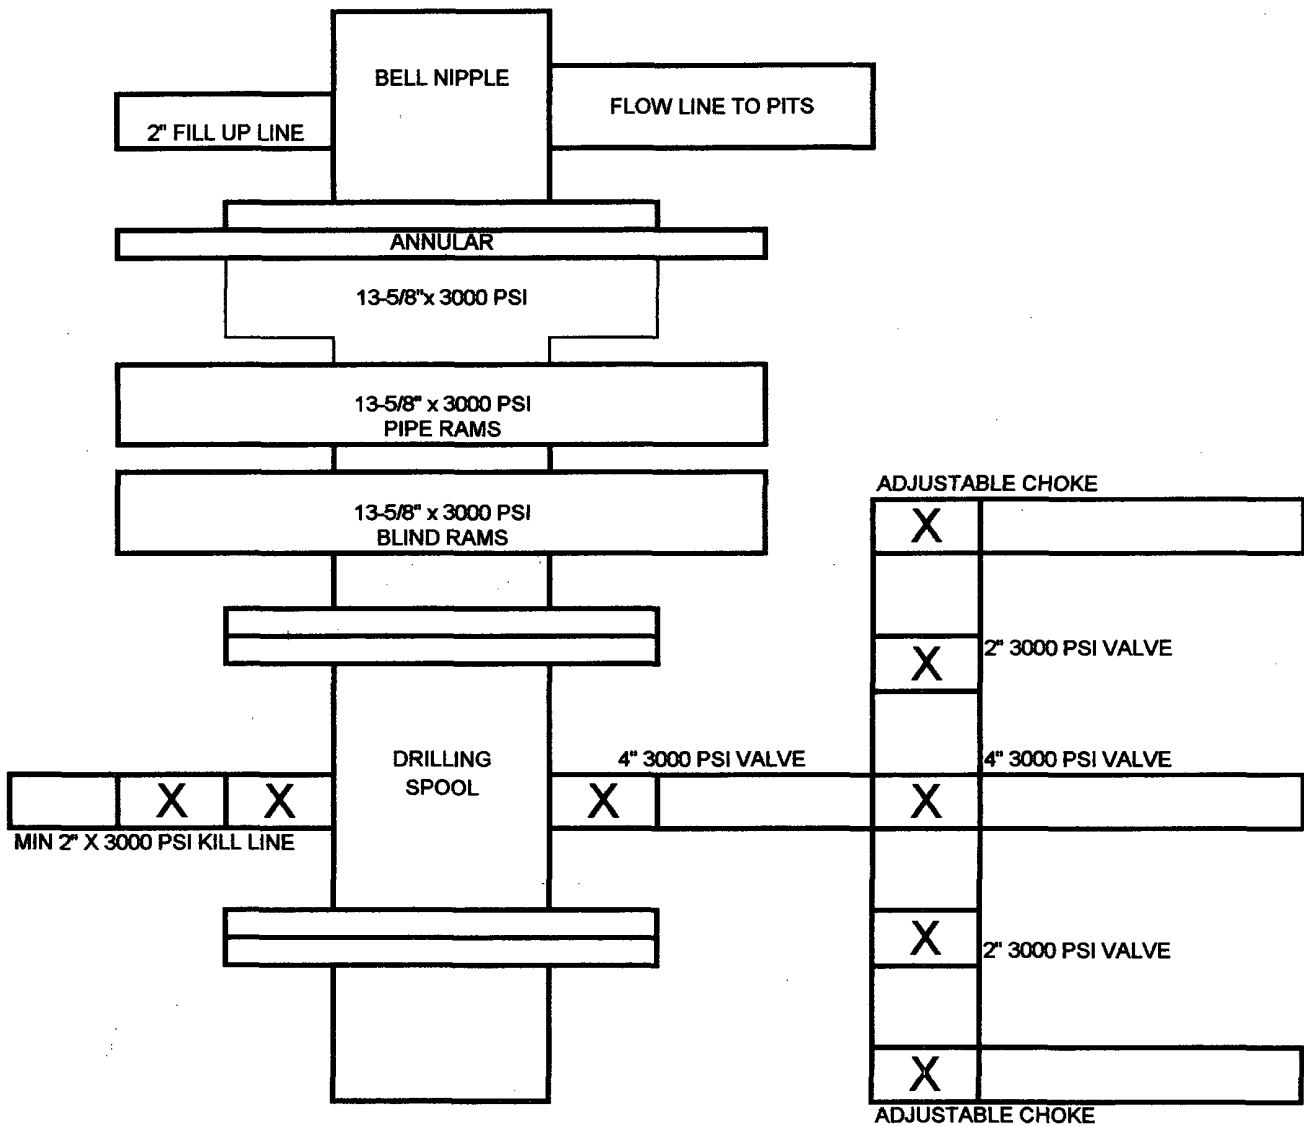 BELL NIPPLE
FLOW LINE TO PITS
2" FILL UP LINE
ANNULAR
13-5/8"x 3000 PSI
13-5/8" x 3000 PSI
PIPE RAMS
13-5/8" x 3000 PSI
BLIND RAMS
ADJUSTABLE CHOKE
X
2" 3000 PSI VALVE
X
DRILLING
SPOOL
4" 3000 PSI VALVE
4" 3000 PSI VALVE
X X X X
MIN 2" X 3000 PSI KILL LINE
X
2" 3000 PSI VALVE
X
ADJUSTABLE CHOKE